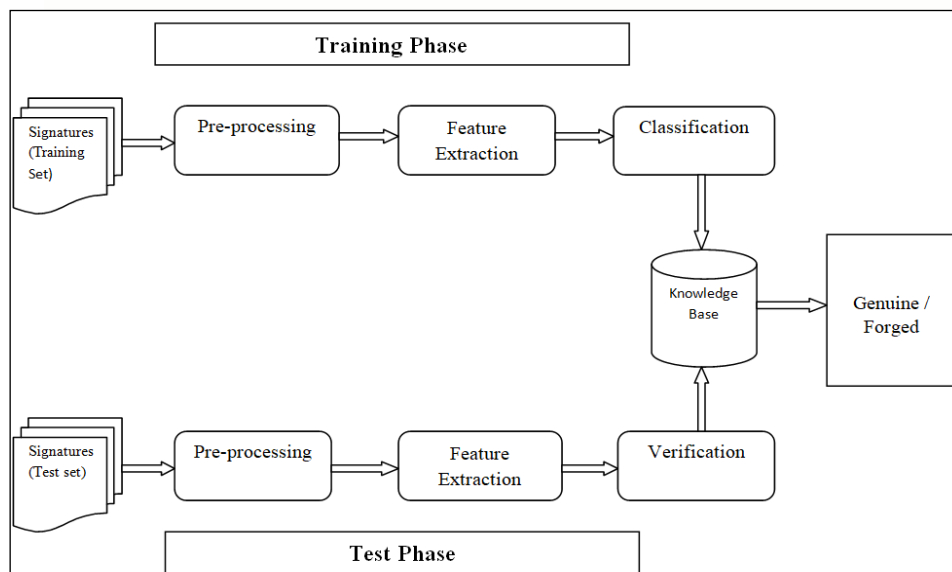 Training Phase
Signatures
(Training
Set)
Pre-processing
Feature
Extraction
Classification
Knowledge
Base
Genuine /
Forged
Signatures
(Test set)
Pre-processing
Feature
Extraction
Verification
Test Phase